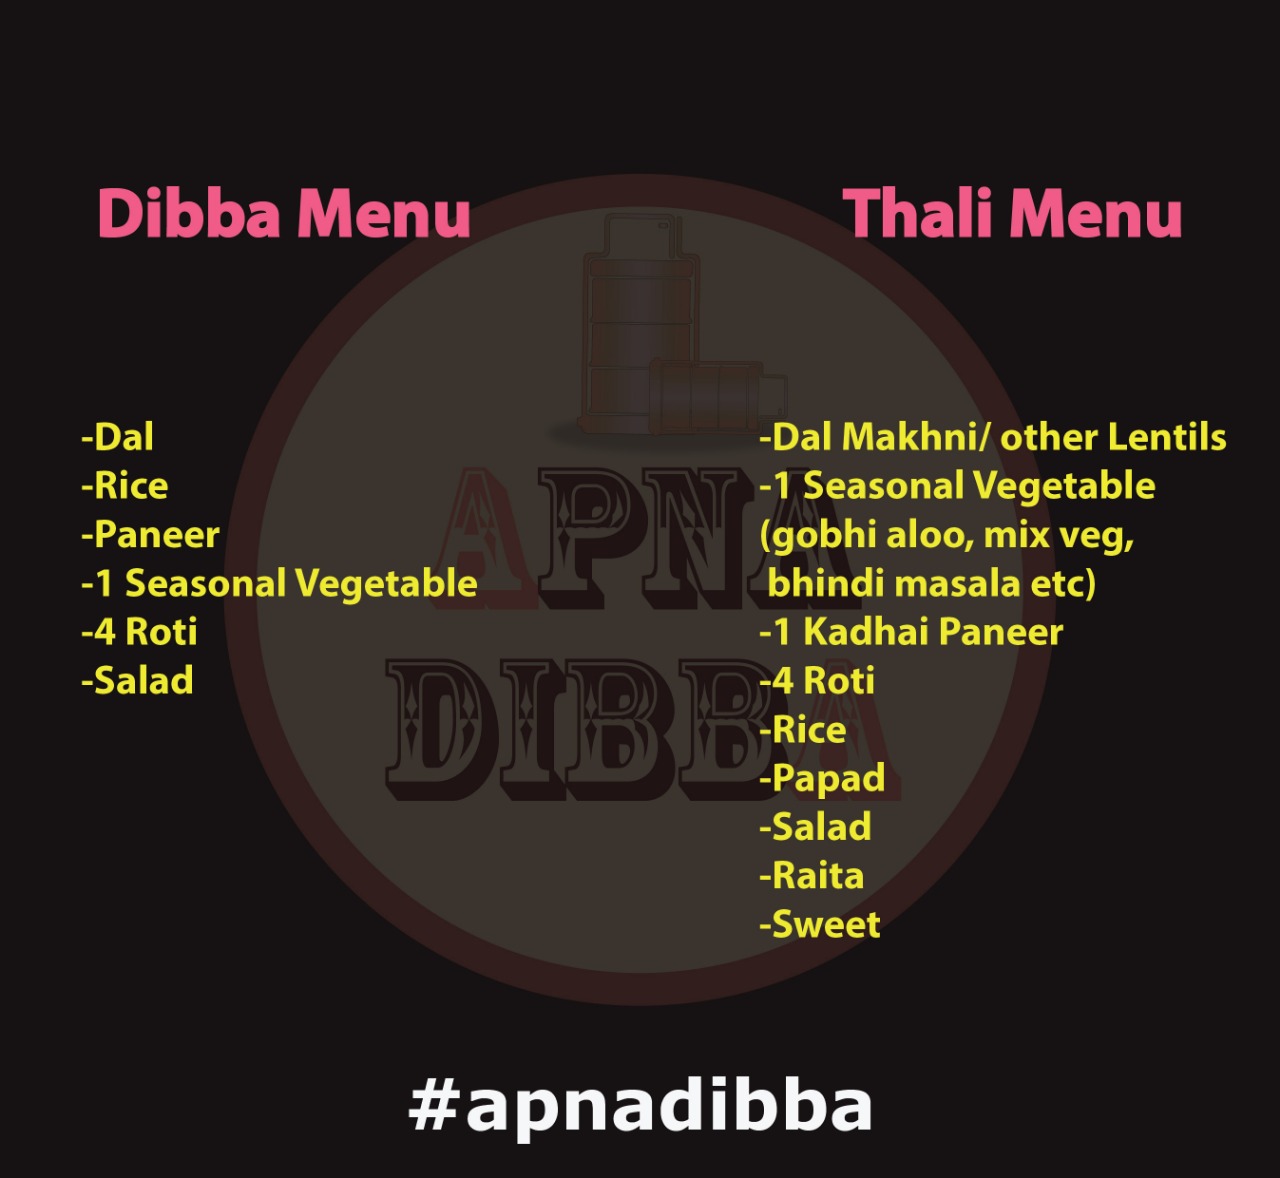 Dibba Menu
-Dal
-Rice
-Paneer
-1 Seasonal Vegetable
-4 Roti
-Salad
Thali Menu
-Dal Makhni/ other Lentils
-1 Seasonal Vegetable
(gobhi aloo, mix veg,
bhindi masala etc)
-1 Kadhai Paneer
-4 Roti
-Rice
-Papad
-Salad
-Raita
-Sweet
APNA
DIBBA
#apnadibba